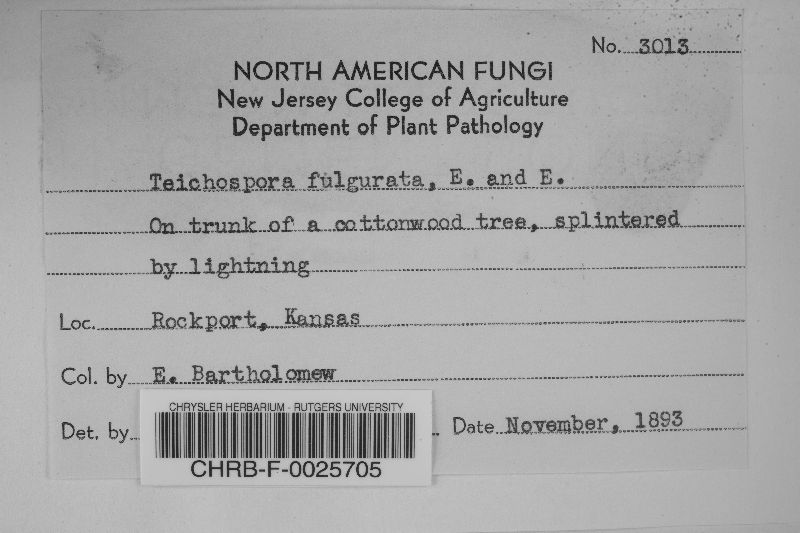 No. 3013
NORTH AMERICAN FUNGI
New Jersey College of Agriculture
Department of Plant Pathology
Teichospora fulgurata, E. and E.
On trunk of a cottonwood tree, splintered
by lightning
Loc. Rockport, Kansas
Col. by E. Bartholomew
Det. by Date November, 1893
CHRYSLER HERBARIUM - RUTGERS UNIVERSITY
CHRB-F-0025705